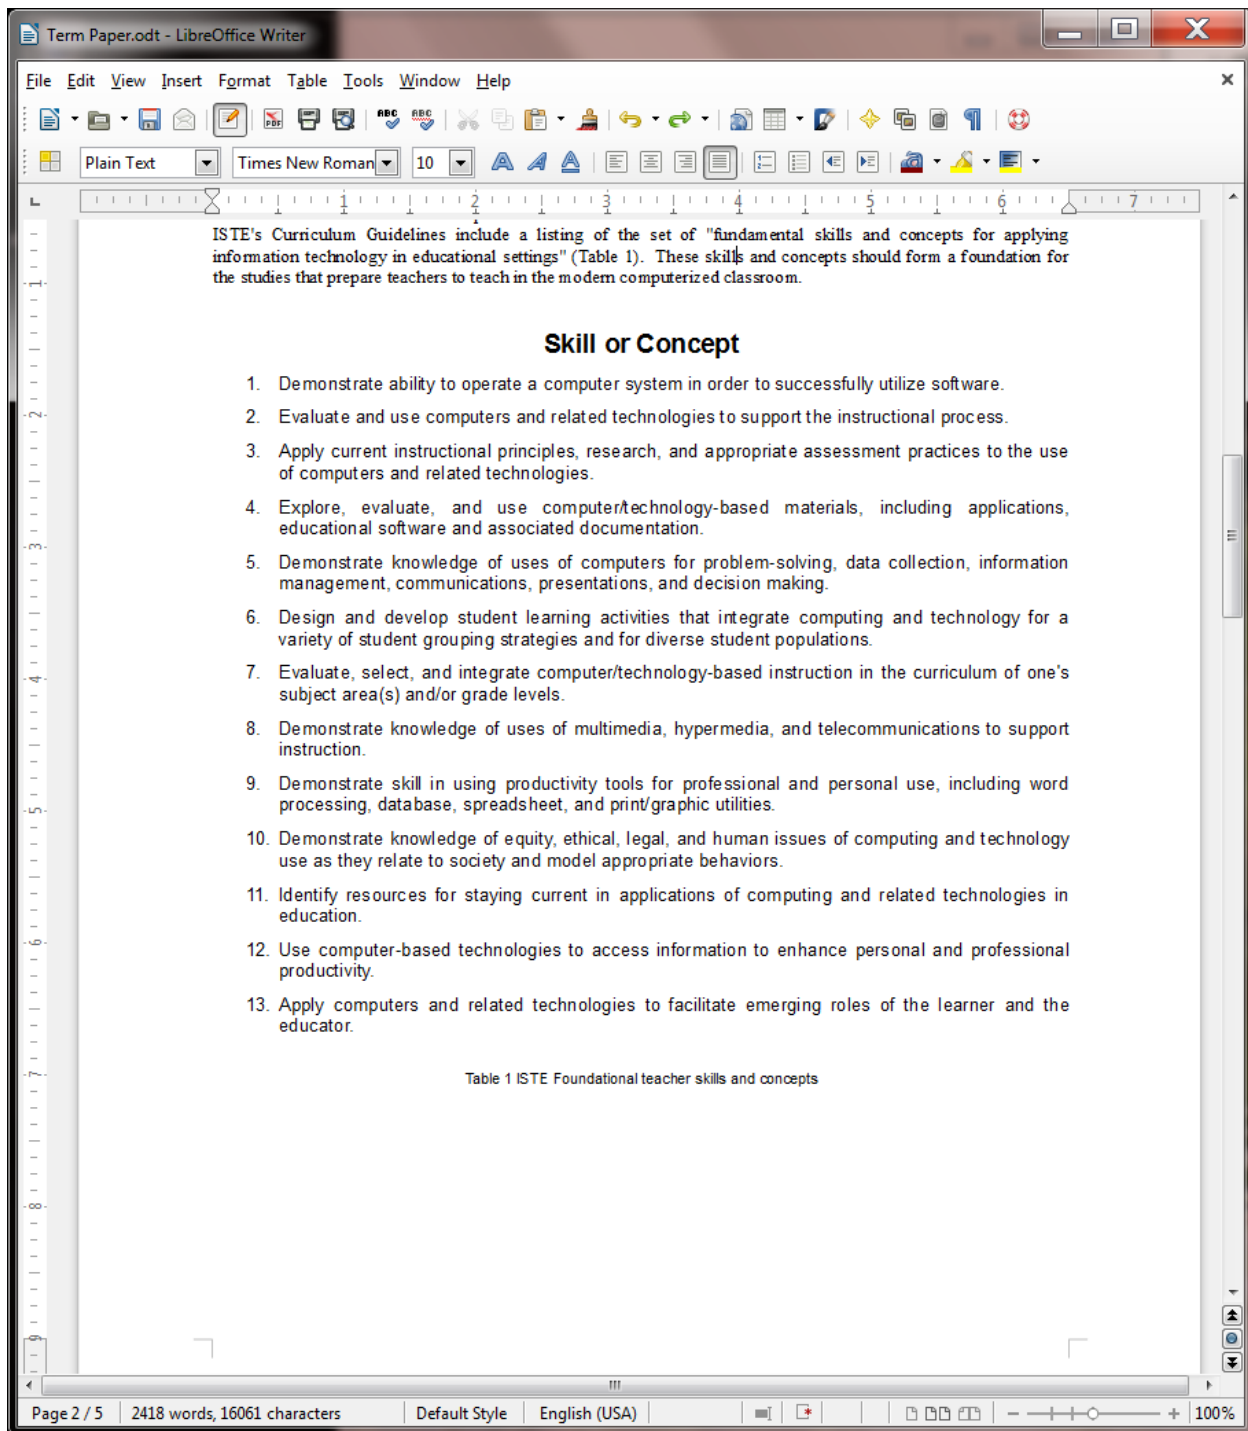 Term Paper.odt - LibreOffice Writer
File Edit View Insert Format Table Tools Window Help
Plain Text Times New Roman 10
1 2 3 4 5 6 7
ISTE's Curriculum Guidelines include a listing of the set of "fundamental skills and concepts for applying
information technology in educational settings" (Table 1). These skills and concepts should form a foundation for
the studies that prepare teachers to teach in the modern computerized classroom.
Skill or Concept
1. Demonstrate ability to operate a computer system in order to successfully utilize software.
2. Evaluate and use computers and related technologies to support the instructional process.
3. Apply current instructional principles, research, and appropriate assessment practices to the use
of computers and related technologies.
4. Explore, evaluate, and use computer/technology-based materials, including applications,
educational software and associated documentation.
5. Demonstrate knowledge of uses of computers for problem-solving, data collection, information
management, communications, presentations, and decision making.
6. Design and develop student learning activities that integrate computing and technology for a
variety of student grouping strategies and for diverse student populations.
7. Evaluate, select, and integrate computer/technology-based instruction in the curriculum of one's
subject area(s) and/or grade levels.
8. Demonstrate knowledge of uses of multimedia, hypermedia, and telecommunications to support
instruction.
9. Demonstrate skill in using productivity tools for professional and personal use, including word
processing, database, spreadsheet, and print/graphic utilities.
10. Demonstrate knowledge of equity, ethical, legal, and human issues of computing and technology
use as they relate to society and model appropriate behaviors.
11. Identify resources for staying current in applications of computing and related technologies in
education.
12. Use computer-based technologies to access information to enhance personal and professional
productivity.
13. Apply computers and related technologies to facilitate emerging roles of the learner and the
educator.
Table 1 ISTE Foundational teacher skills and concepts
Page 2 / 5 2418 words, 16061 characters Default Style English (USA) 100%